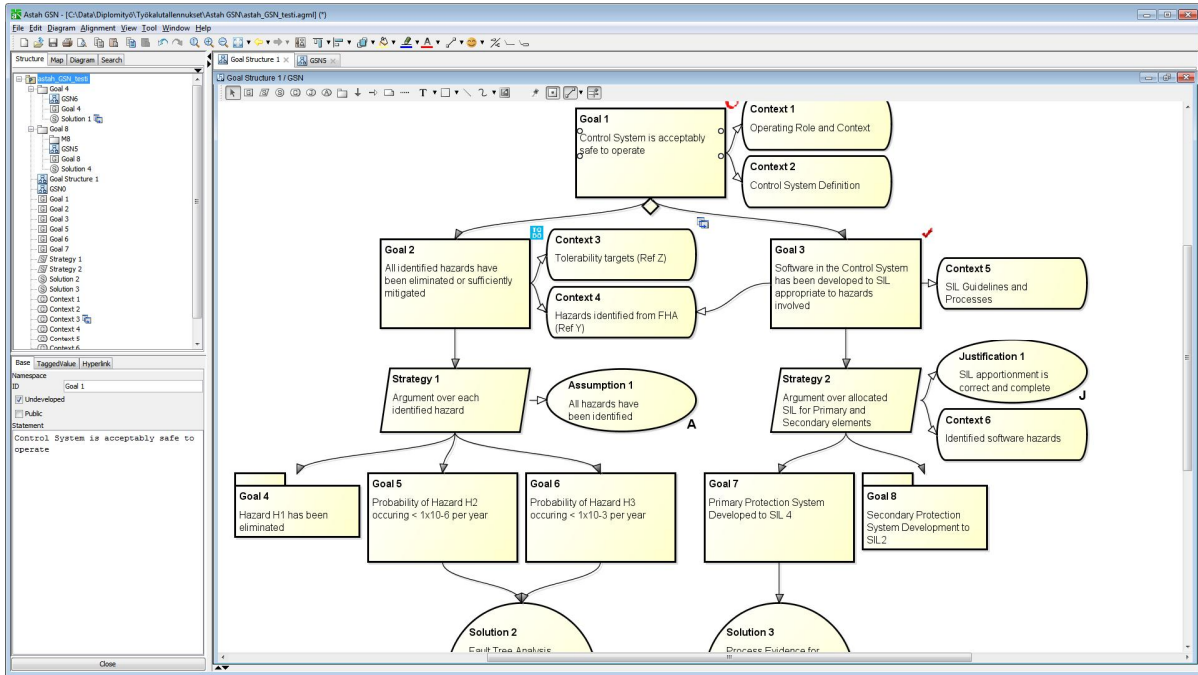 Astah GSN - [C:\Data\Diplomityö\Työkalutallennukset\Astah GSN\astah_GSN_testi.agml] (*)
File Edit Diagram Alignment View Tool Window Help
Structure Map Diagram Search
astah_GSN_testi
Goal 4
GSN6
Goal 4
Solution 1
Goal 8
M8
GSN5
Goal 8
Solution 4
Goal Structure 1
GSN0
Goal 1
Goal 2
Goal 3
Goal 5
Goal 6
Goal 7
Strategy 1
Strategy 2
Solution 2
Solution 3
Context 1
Context 2
Context 3
Context 4
Context 5
Context 6
Base TaggedValue Hyperlink
Namespace
ID Goal 1
Undeveloped
Public
Statement
Control System is acceptably safe to
operate
Close
Goal Structure 1 GSN5
Goal Structure 1 / GSN
Goal 1
Control System is acceptably
safe to operate
Context 1
Operating Role and Context
Context 2
Control System Definition
TO
DO
Goal 2
All identified hazards have
been eliminated or sufficiently
mitigated
Context 3
Tolerability targets (Ref Z)
Context 4
Hazards identified from FHA
(Ref Y)
Goal 3
Software in the Control System
has been developed to SIL
appropriate to hazards
involved
Context 5
SIL Guidelines and
Processes
Strategy 1
Argument over each
identified hazard
Assumption 1
All hazards have
been identified
A
Strategy 2
Argument over allocated
SIL for Primary and
Secondary elements
Justification 1
SIL apportionment is
correct and complete
J
Context 6
Identified software hazards
Goal 4
Hazard H1 has been
eliminated
Goal 5
Probability of Hazard H2
occuring < 1x10-6 per year
Goal 6
Probability of Hazard H3
occuring < 1x10-3 per year
Goal 7
Primary Protection System
Developed to SIL 4
Goal 8
Secondary Protection
System Development to
SIL2
Solution 2
Fault Tree Analysis
Solution 3
Process Evidence for